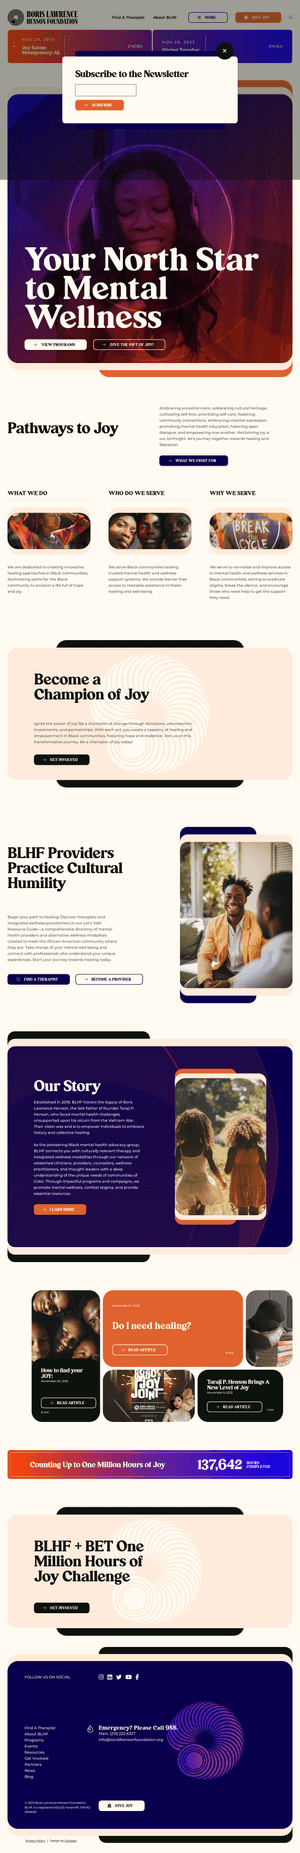 BORIS LAWRENCE
HENSON FOUNDATION
Find A Therapist
About BLHF
MORE
GIVE JOY
NOV 10, 2023
Joy Salon:
Montgomery AL
Subscribe to the Newsletter
SUBSCRIBE
Your North Star
to Mental
Wellness
VIEW PROGRAMS
GIVE THE GIFT OF JOY!
Pathways to Joy
Embracing ancestral roots, celebrating cultural heritage,
cultivating self-love, prioritizing self-care, fostering
community connections, embracing creative expression,
promoting mental health education, fostering open
dialogue, and empowering one another. Reclaiming joy is
our birthright; let's journey together towards healing and
liberation.
WHAT WE FIGHT FOR
WHAT WE DO
WHO DO WE SERVE
WHY WE SERVE
BREAK
CYCLE
We are dedicated to creating innovative
healing approaches in Black communities,
illuminating paths for the Black
community to envision a life full of hope
and joy.
We serve Black communities lacking
trusted mental health and wellness
support systems. We provide barrier-free
access to relatable assistance to foster
healing and well-being.
We serve to normalize and improve access
to mental health and wellness services in
Black communities, aiming to eradicate
stigma, break the silence, and encourage
those who need help to get the support
they need.
Become a
Champion of Joy
Ignite the power of joy! Be a champion of change through donations, volunteerism,
investments, and partnerships. With each act, you create a tapestry of healing and
empowerment in Black communities, fostering hope and resilience. Join us on this
transformative journey. Be a champion of joy today!
GET INVOLVED
BLHF Providers
Practice Cultural
Humility
Begin your path to healing! Discover therapists and
integrated wellness practitioners in our Let's Talk!
Resource Guide—a comprehensive directory of mental
health providers and alternative wellness modalities
created to meet the African-American community where
they are. Take charge of your mental well-being and
connect with professionals who understand your unique
experiences. Start your journey towards healing today.
FIND A THERAPIST
BECOME A PROVIDER
Our Story
Established in 2018, BLHF honors the legacy of Boris
Lawrence Henson, the late father of founder Taraji P.
Henson, who faced mental health challenges
unsupported upon his return from the Vietnam War.
Their vision was and is to empower individuals to embrace
history and collective healing.
As the pioneering Black mental health advocacy group,
BLHF connects you with culturally-relevant therapy and
integrated wellness modalities through our network of
esteemed clinicians, providers, counselors, wellness
practitioners, and thought leaders with a deep
understanding of the unique needs of communities of
Color. Through impactful programs and campaigns, we
promote mental wellness, combat stigma, and provide
essential resources.
LEARN MORE
Do I need healing?
READ ARTICLE
How to find your
JOY:
READ ARTICLE
JOY
JOINT
Taraji P. Henson Brings A
New Level of Joy
READ ARTICLE
Counting Up to One Million Hours of Joy
137,642
HOURS
COMPLETED
BLHF + BET One
Million Hours of
Joy Challenge
GET INVOLVED
FOLLOW US ON SOCIAL
Find A Therapist
About BLHF
Programs
Events
Resources
Get Involved
Partners
News
Blog
Emergency? Please Call 988.
Main: (213) 222-6327
info@borislhensonfoundation.org
© 2023 Boris Lawrence Henson Foundation
GIVE JOY
Privacy Policy | Design by